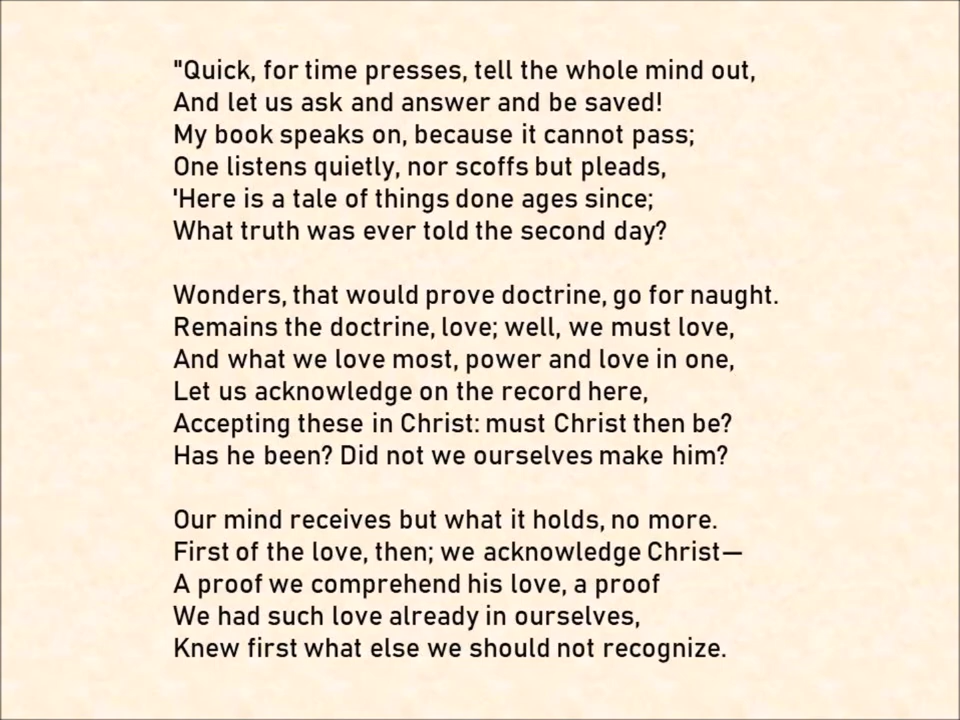 "Quick, for time presses, tell the whole mind out,
And let us ask and answer and be saved!
My book speaks on, because it cannot pass;
One listens quietly, nor scoffs but pleads,
'Here is a tale of things done ages since;
What truth was ever told the second day?
Wonders, that would prove doctrine, go for naught.
Remains the doctrine, love; well, we must love,
And what we love most, power and love in one,
Let us acknowledge on the record here,
Accepting these in Christ: must Christ then be?
Has he been? Did not we ourselves make him?
Our mind receives but what it holds, no more.
First of the love, then; we acknowledge Christ—
A proof we comprehend his love, a proof
We had such love already in ourselves,
Knew first what else we should not recognize.